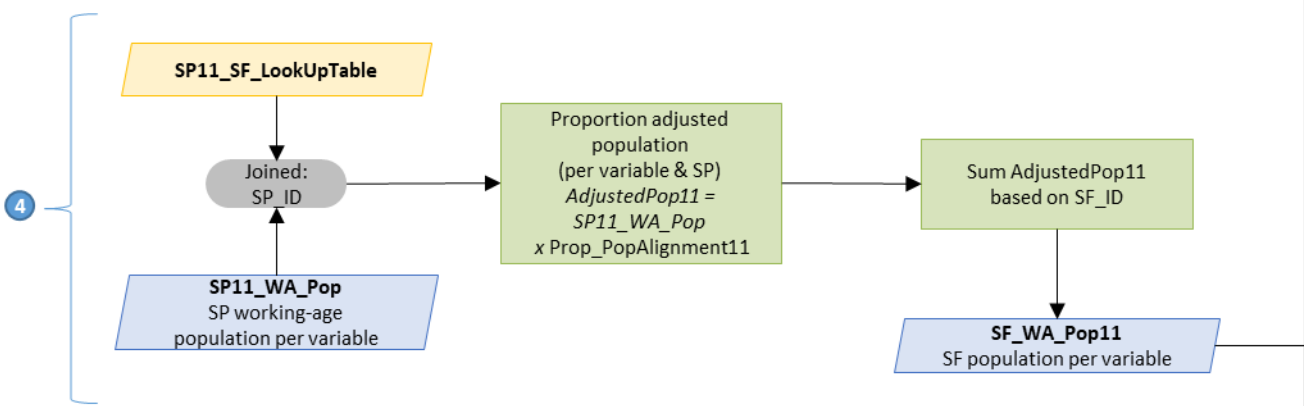 4
SP11_SF_LookUpTable
Joined:
SP_ID
SP11_WA_Pop
SP working-age
population per variable
Proportion adjusted
population
(per variable & SP)
AdjustedPop11 =
SP11_WA_Pop
x Prop_PopAlignment11
Sum AdjustedPop11
based on SF_ID
SF_WA_Pop11
SF population per variable